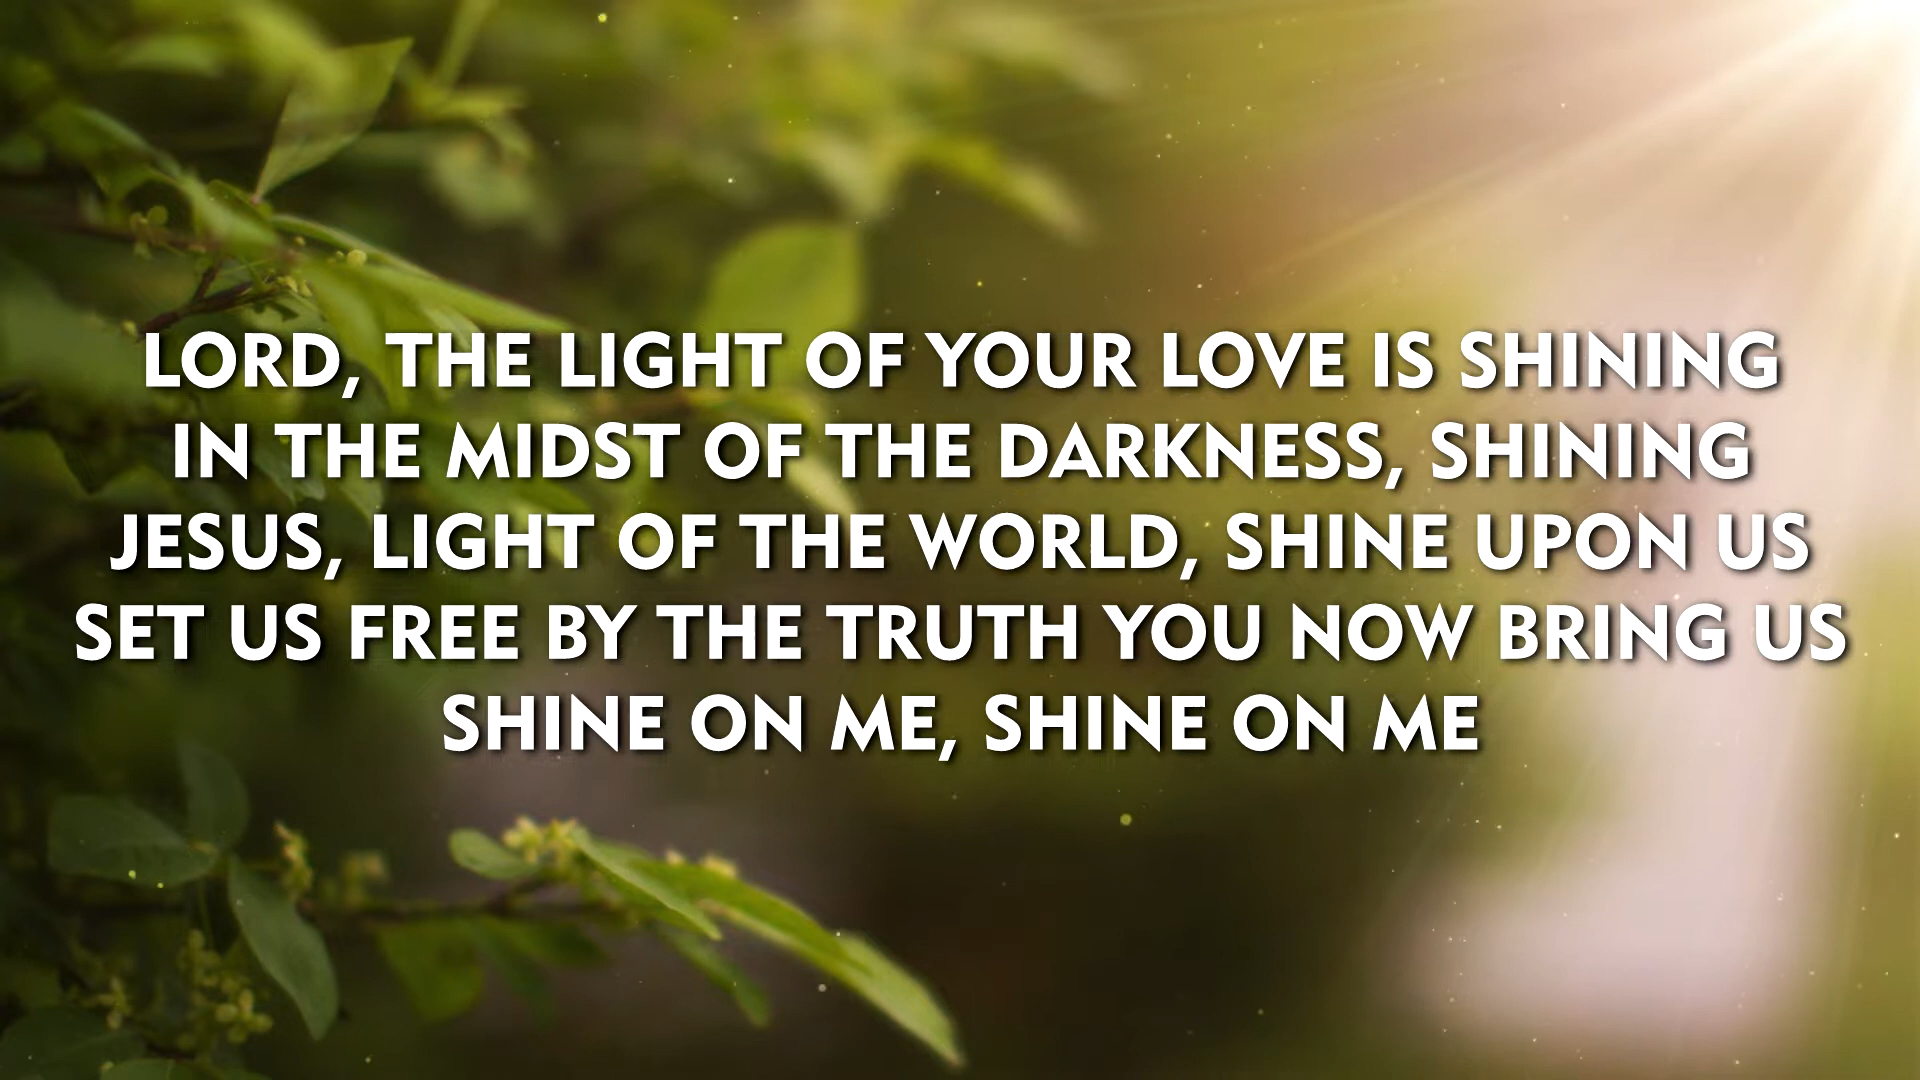 LORD, THE LIGHT OF YOUR LOVE IS SHINING
IN THE MIDST OF THE DARKNESS, SHINING
JESUS, LIGHT OF THE WORLD, SHINE UPON US
SET US FREE BY THE TRUTH YOU NOW BRING US
SHINE ON ME, SHINE ON ME